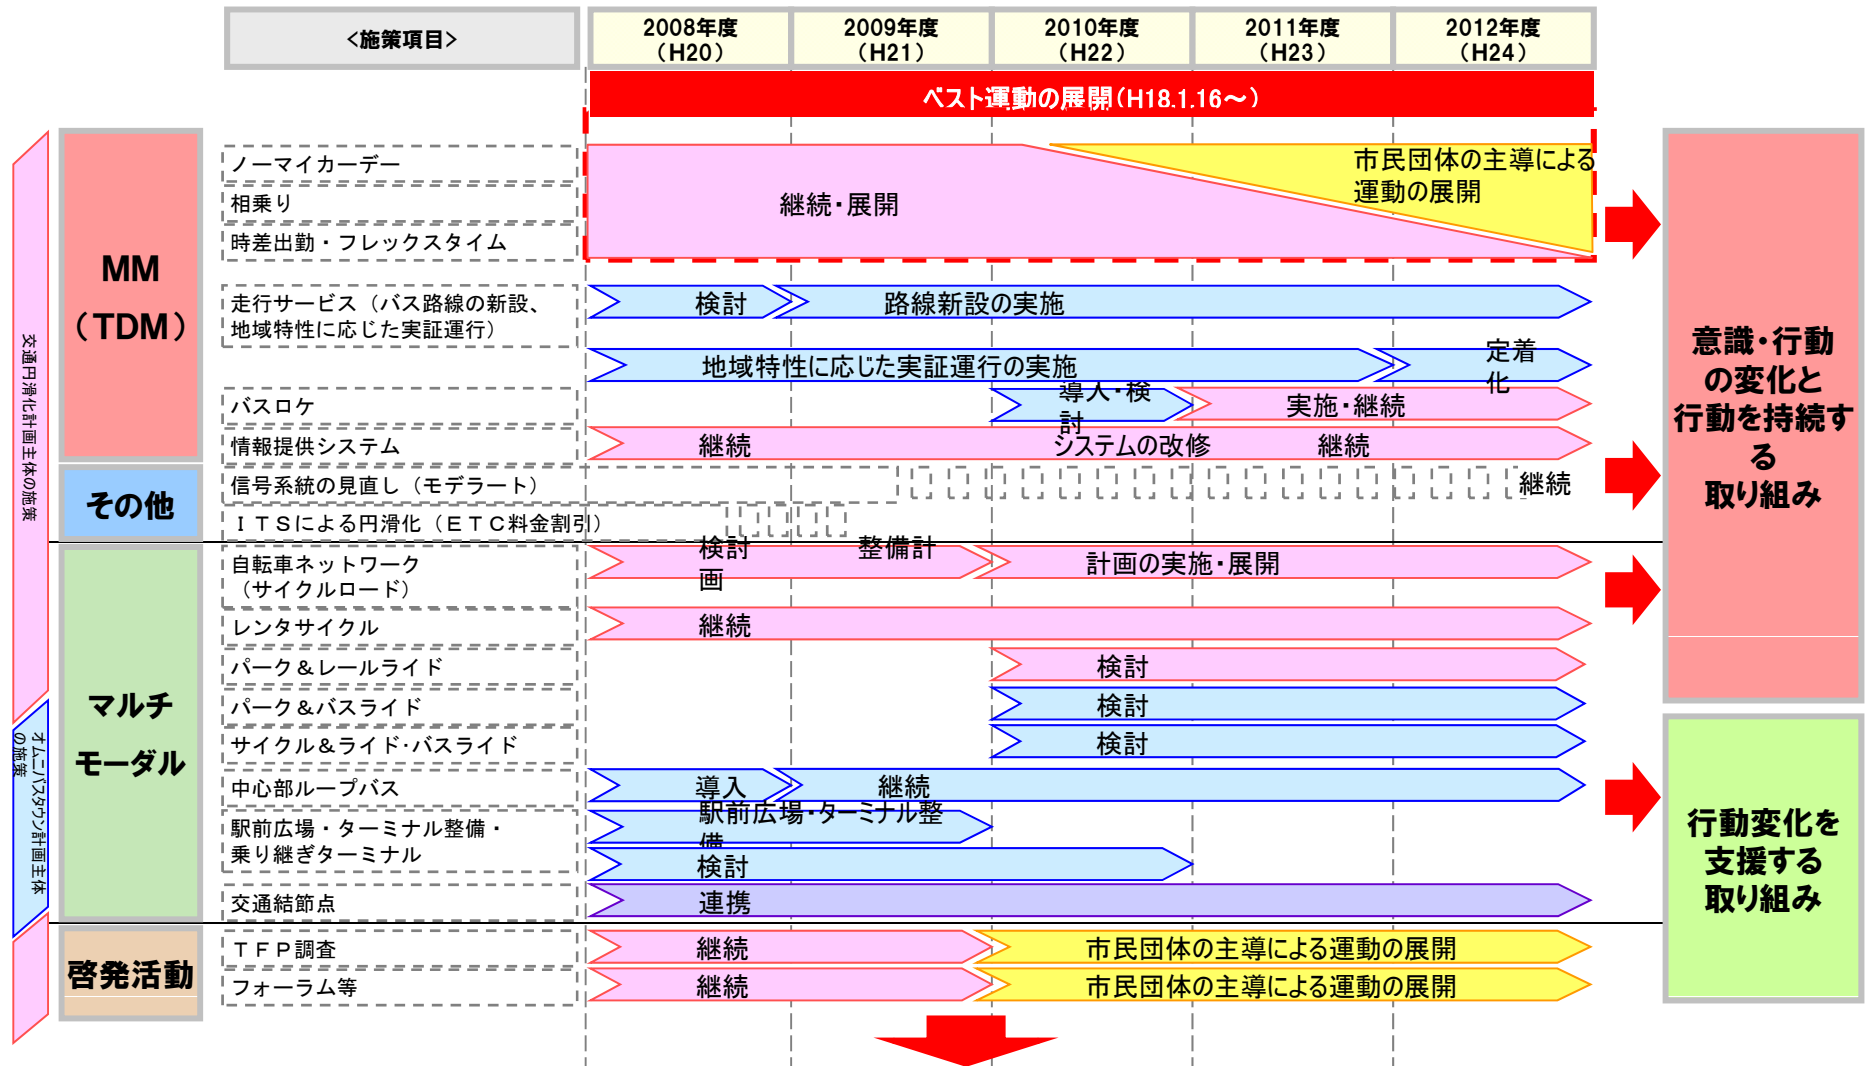 <施策項目>
2008年度
（H20）
2009年度
（H21）
2010年度
（H22）
2011年度
（H23）
2012年度
（H24）
ベスト運動の展開（H18.1.16～）
交通円滑化計画主体の施策
オムニバスタウン計画主体
の施策
MM
（TDM）
ノーマイカーデー
相乗り
時差出勤・フレックスタイム
継続・展開
市民団体の主導による
運動の展開
走行サービス（バス路線の新設、
地域特性に応じた実証運行）
検討
路線新設の実施
地域特性に応じた実証運行の実施
定着
化
バスロケ
導入・検
討
実施・継続
情報提供システム
継続
システムの改修
継続
その他
信号系統の見直し（モデラート）
継続
ＩＴＳによる円滑化（ＥＴＣ料金割引）
マルチ
モーダル
自転車ネットワーク
（サイクルロード）
検討
整備計
画
計画の実施・展開
レンタサイクル
継続
パーク＆レールライド
検討
パーク＆バスライド
検討
サイクル＆ライド・バスライド
検討
中心部ループバス
導入
継続
駅前広場・ターミナル整備・
乗り継ぎターミナル
駅前広場・ターミナル整
備
検討
交通結節点
連携
啓発活動
ＴＦＰ調査
継続
市民団体の主導による運動の展開
フォーラム等
継続
市民団体の主導による運動の展開
意識・行動
の変化と
行動を持続す
る
取り組み
行動変化を
支援する
取り組み